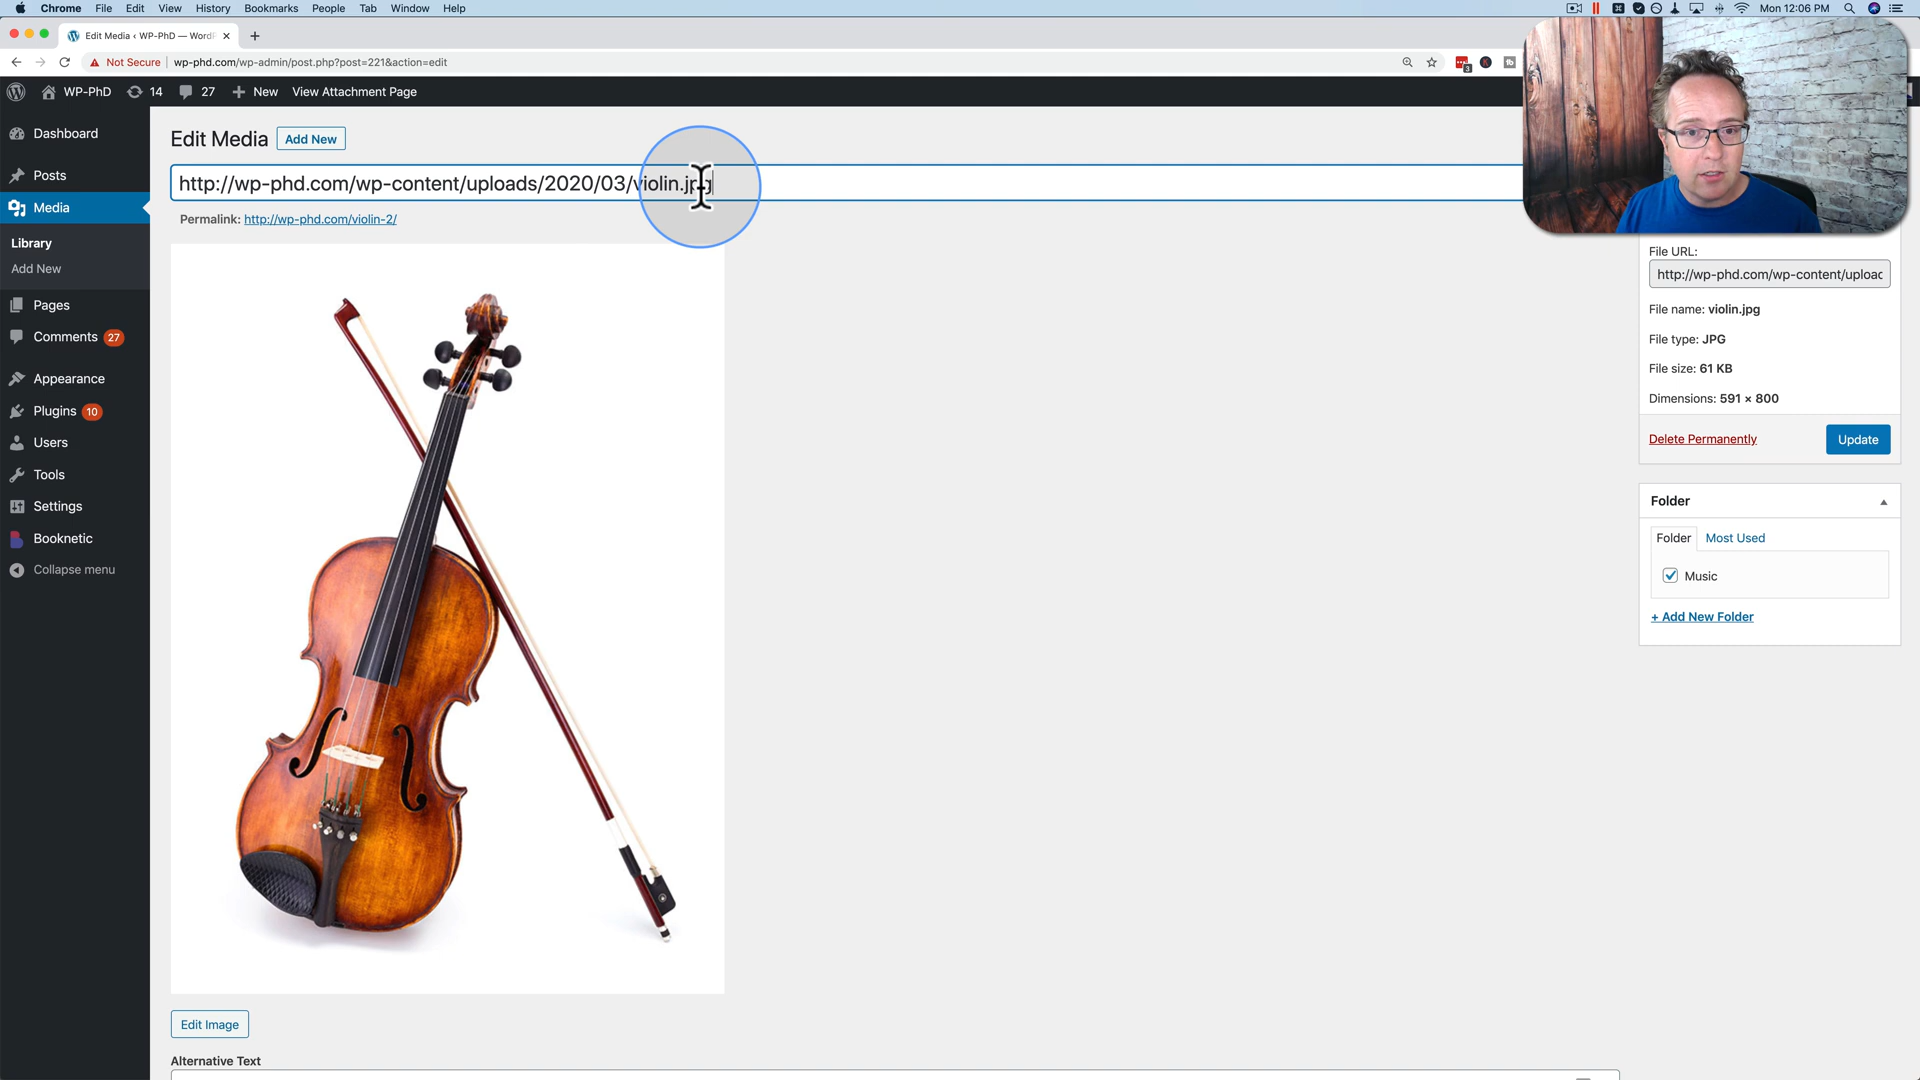 Chrome File Edit View History Bookmarks People Tab Window Help Mon 12:06 PM
Edit Media ‹ WP-PhD — Word
Not Secure wp-phd.com/wp-admin/post.php?post=221&action=edit
3
WP-PhD 14 27 New View Attachment Page
Dashboard
Posts
Media
Library
Add New
Pages
Comments 27
Appearance
Plugins 10
Users
Tools
Settings
Booknetic
Collapse menu
Edit Media Add New
http://wp-phd.com/wp-content/uploads/2020/03/violin.jpg
Permalink: http://wp-phd.com/violin-2/
Edit Image
Alternative Text
File URL:
http://wp-phd.com/wp-content/uploac
File name: violin.jpg
File type: JPG
File size: 61 KB
Dimensions: 591 × 800
Delete Permanently Update
Folder
Folder Most Used
Music
+ Add New Folder